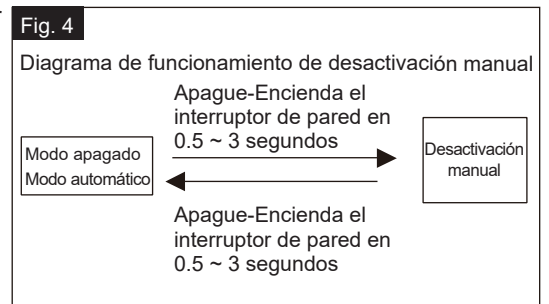 Fig. 4
Diagrama de funcionamiento de desactivación manual
Apague-Encienda el
interruptor de pared en
0.5 ~ 3 segundos
Modo apagado
Modo automático
Desactivación
manual
Apague-Encienda el
interruptor de pared en
0.5 ~ 3 segundos